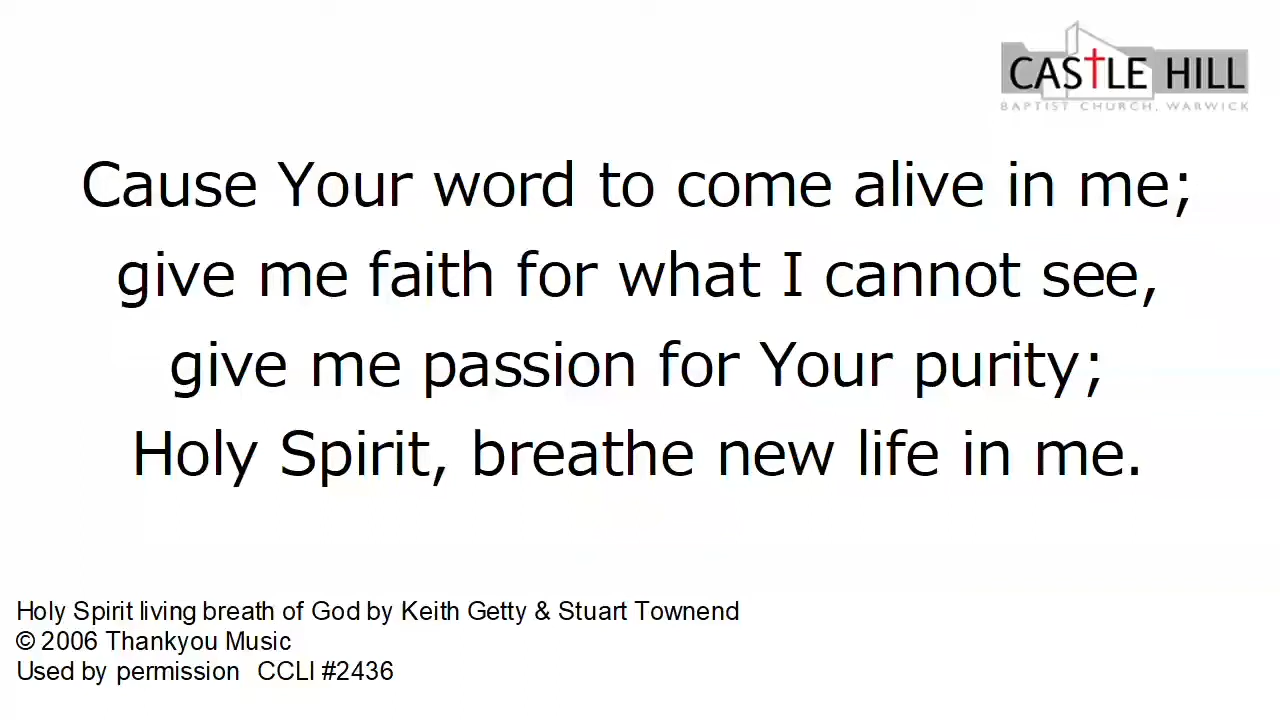 CASTLE HILL
BAPTIST CHURCH, WARWICK
Cause Your word to come alive in me;
give me faith for what I cannot see,
give me passion for Your purity;
Holy Spirit, breathe new life in me.
Holy Spirit living breath of God by Keith Getty & Stuart Townend
© 2006 Thankyou Music
Used by permission CCLI #2436